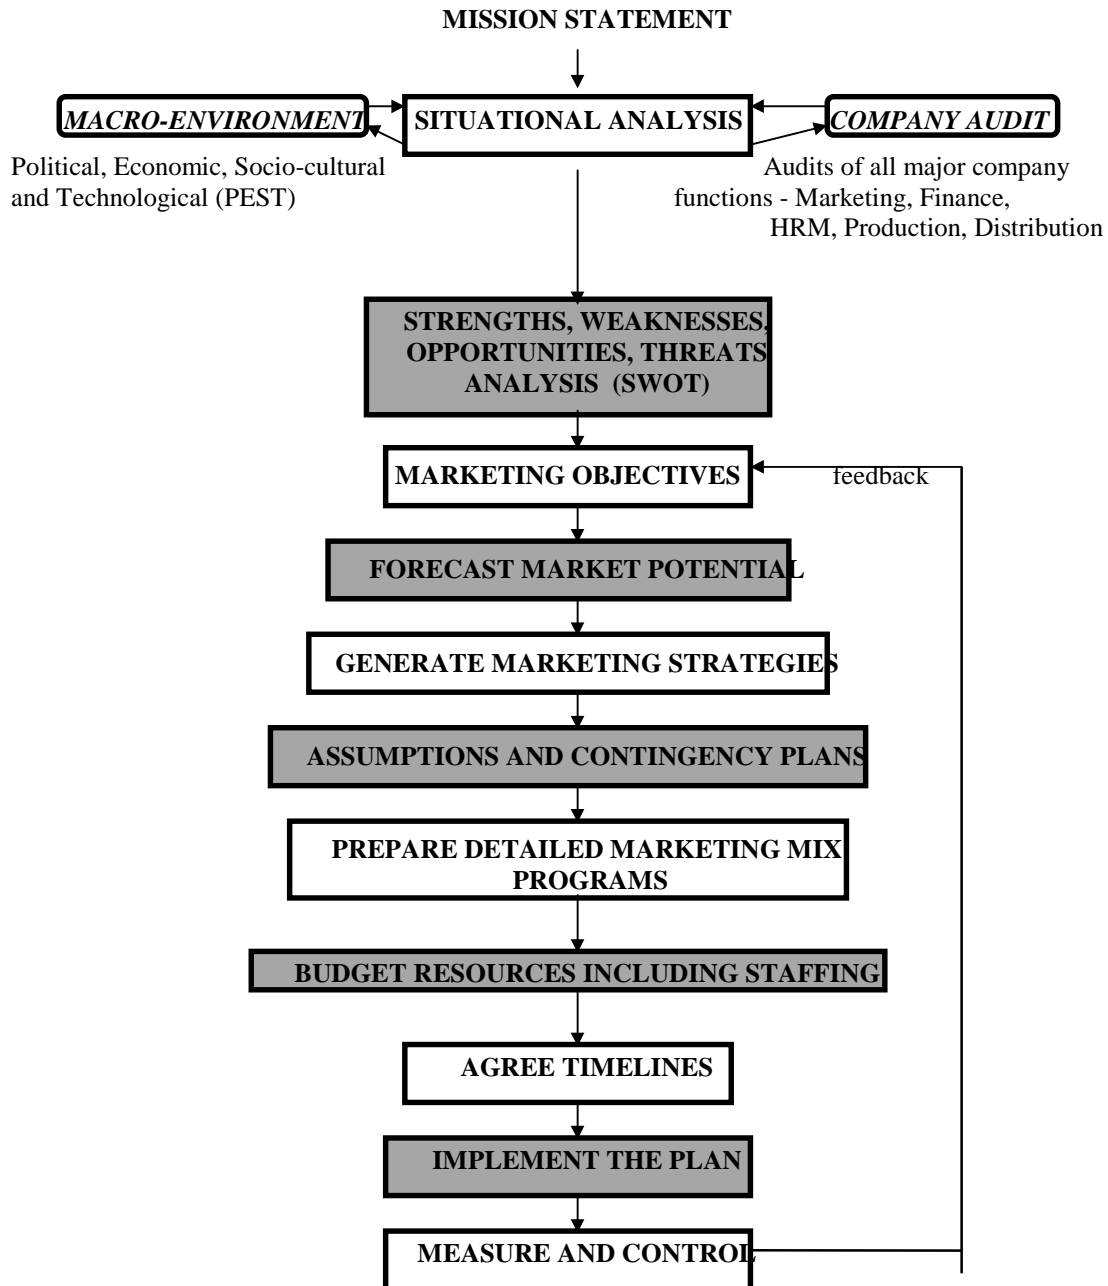 MISSION STATEMENT
MACRO-ENVIRONMENT
SITUATIONAL ANALYSIS
COMPANY AUDIT
Political, Economic, Socio-cultural
and Technological (PEST)
Audits of all major company
functions - Marketing, Finance,
HRM, Production, Distribution
STRENGTHS, WEAKNESSES,
OPPORTUNITIES, THREATS
ANALYSIS (SWOT)
MARKETING OBJECTIVES
feedback
FORECAST MARKET POTENTIAL
GENERATE MARKETING STRATEGIES
ASSUMPTIONS AND CONTINGENCY PLANS
PREPARE DETAILED MARKETING MIX
PROGRAMS
BUDGET RESOURCES INCLUDING STAFFING
AGREE TIMELINES
IMPLEMENT THE PLAN
MEASURE AND CONTROL